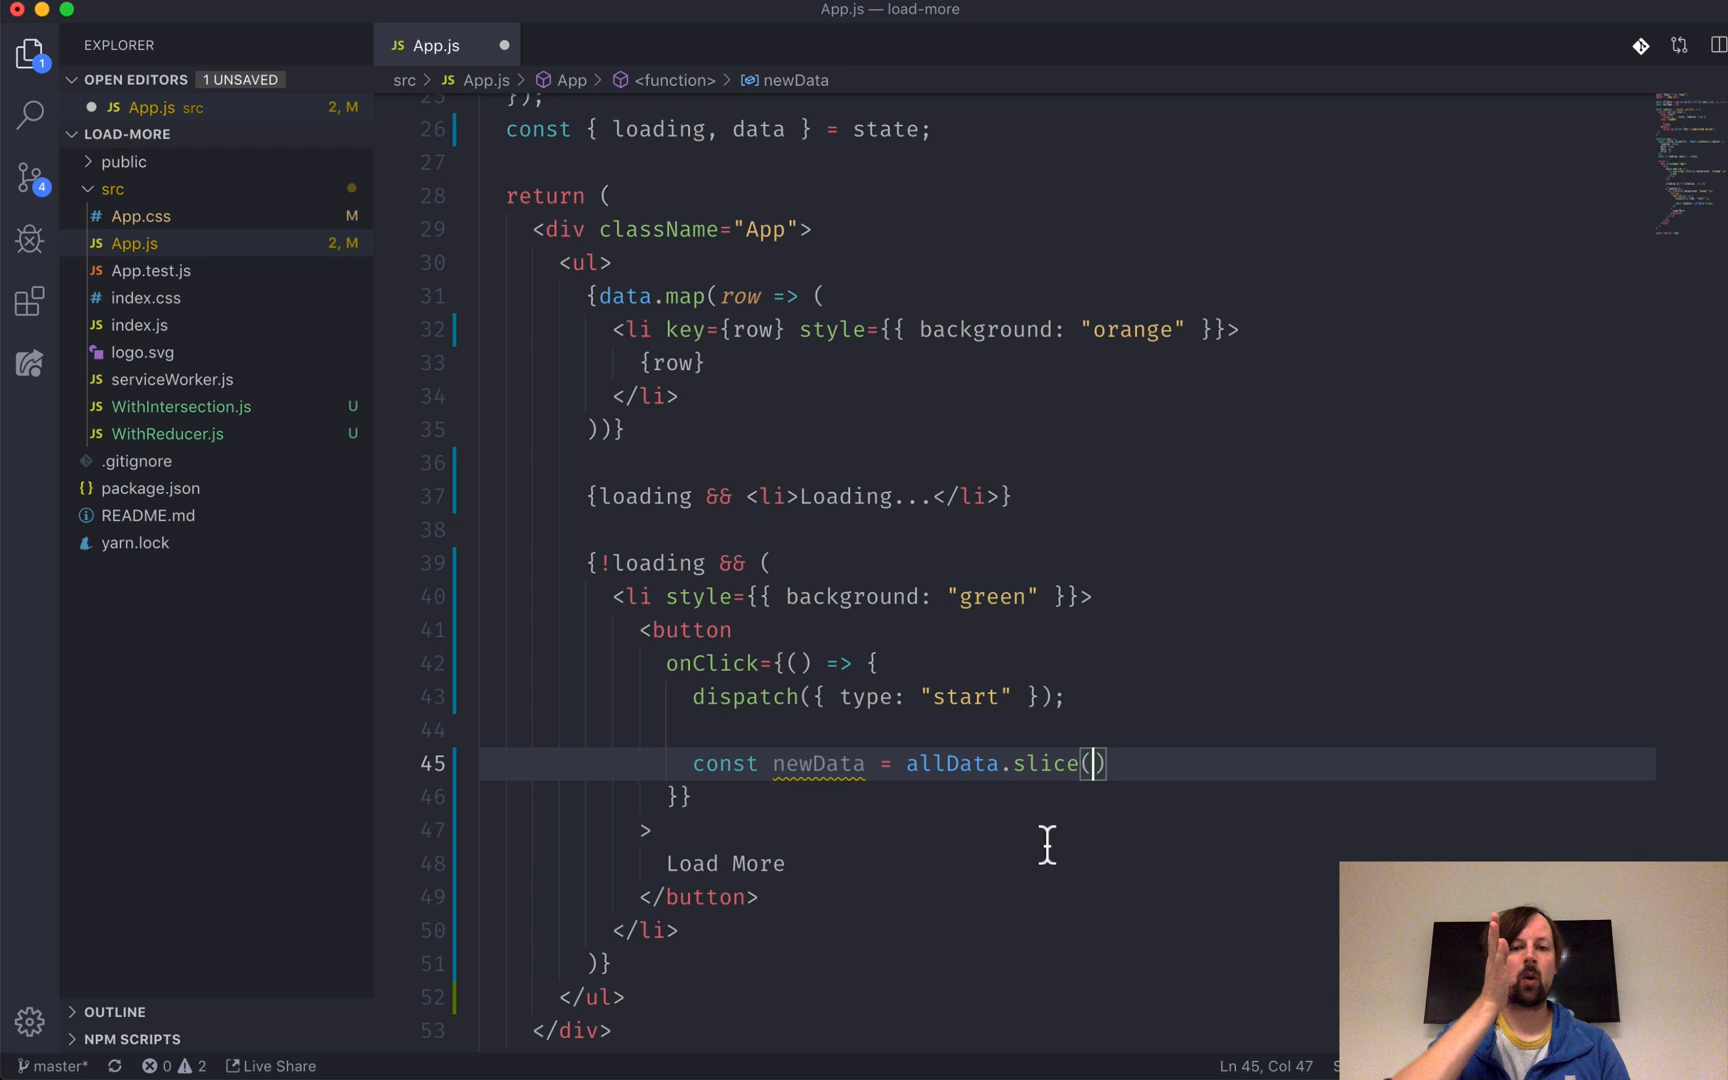 App.js — load-more
EXPLORER
JS App.js
OPEN EDITORS 1 UNSAVED
JS App.js src 2, M
LOAD-MORE
public
src
# App.css M
JS App.js 2, M
JS App.test.js
# index.css
JS index.js
logo.svg
JS serviceWorker.js
JS WithIntersection.js U
JS WithReducer.js U
.gitignore
{} package.json
README.md
yarn.lock
OUTLINE
NPM SCRIPTS
1
4
src > JS App.js > App > <function> > newData
25 });
26 const { loading, data } = state;
27
28 return (
29 <div className="App">
30 <ul>
31 {data.map(row => (
32 <li key={row} style={{ background: "orange" }}>
33 {row}
34 </li>
35 ))}
36
37 {loading && <li>Loading...</li>}
38
39 {!loading && (
40 <li style={{ background: "green" }}>
41 <button
42 onClick={() => {
43 dispatch({ type: "start" });
44
45 const newData = allData.slice()
46 }}
47 >
48 Load More
49 </button>
50 </li>
51 )}
52 </ul>
53 </div>
master* 0 2 Live Share
Ln 45, Col 47